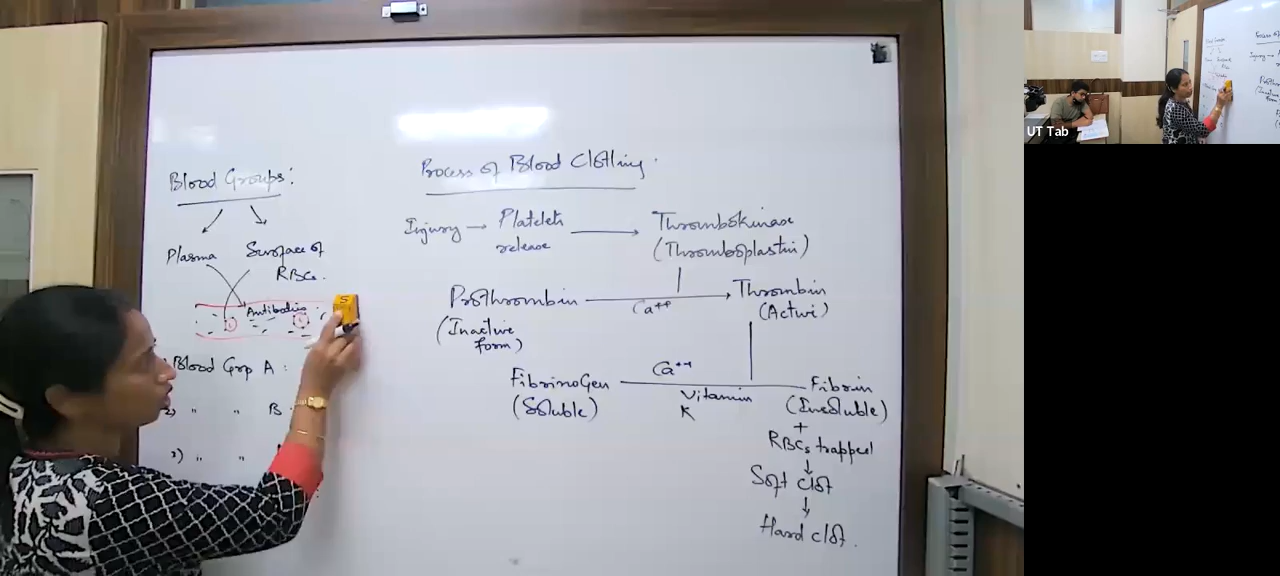 Blood Groups:
Plasma
Surface of
RBCs.
Antibodies
Blood Grp A :
2) " " B
3) " "
Process of Blood Clotting.
Injury → Platelets
release → Thrombokinase
(Thromboplastin)
Prothrombin → Thrombin
Ca++
(Inactive
form)
(Active)
Fibrinogen
Ca++
Fibrin
(Soluble)
Vitamin
K
(Insoluble)
+
RBCs trapped
↓
Soft Clot
↓
Hard clot.
UT Tab